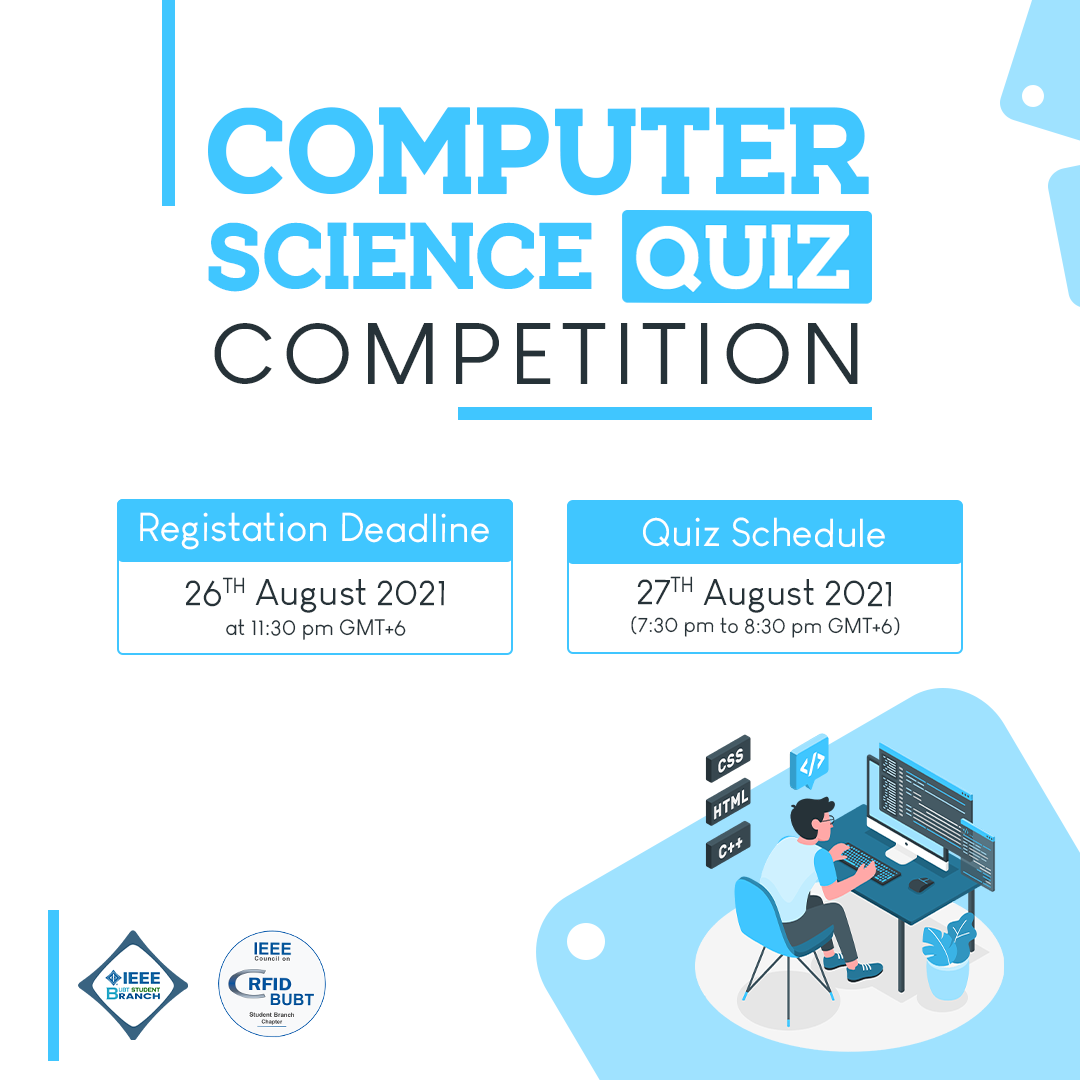 COMPUTER
SCIENCE QUIZ
COMPETITION
Registation Deadline
26TH August 2021
at 11:30 pm GMT+6
Quiz Schedule
27TH August 2021
(7:30 pm to 8:30 pm GMT+6)
CSS
</>
HTML
C++
IEEE
BUBT STUDENT
BRANCH
IEEE
Council on
CRFID
BUBT
Student Branch
Chapter